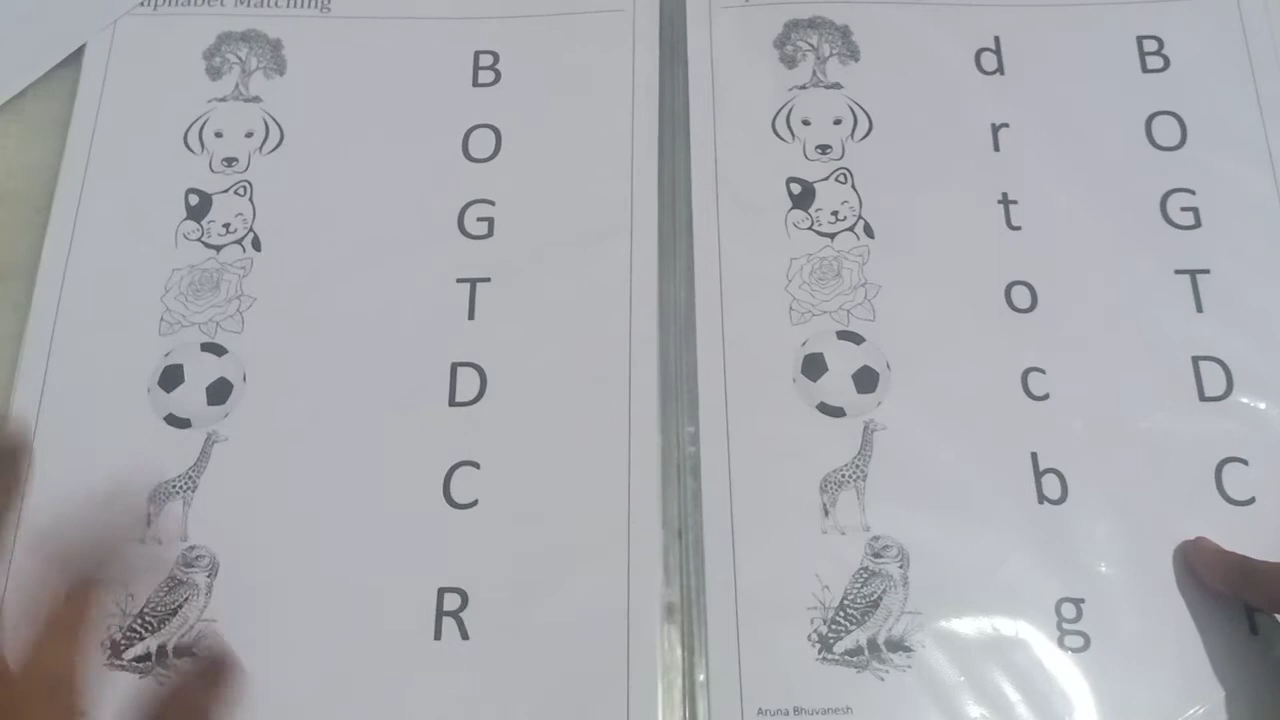 Alphabet Matching
B
O
G
T
D
C
R
d B
r O
t G
o T
c D
b C
g
Aruna Bhuvanesh